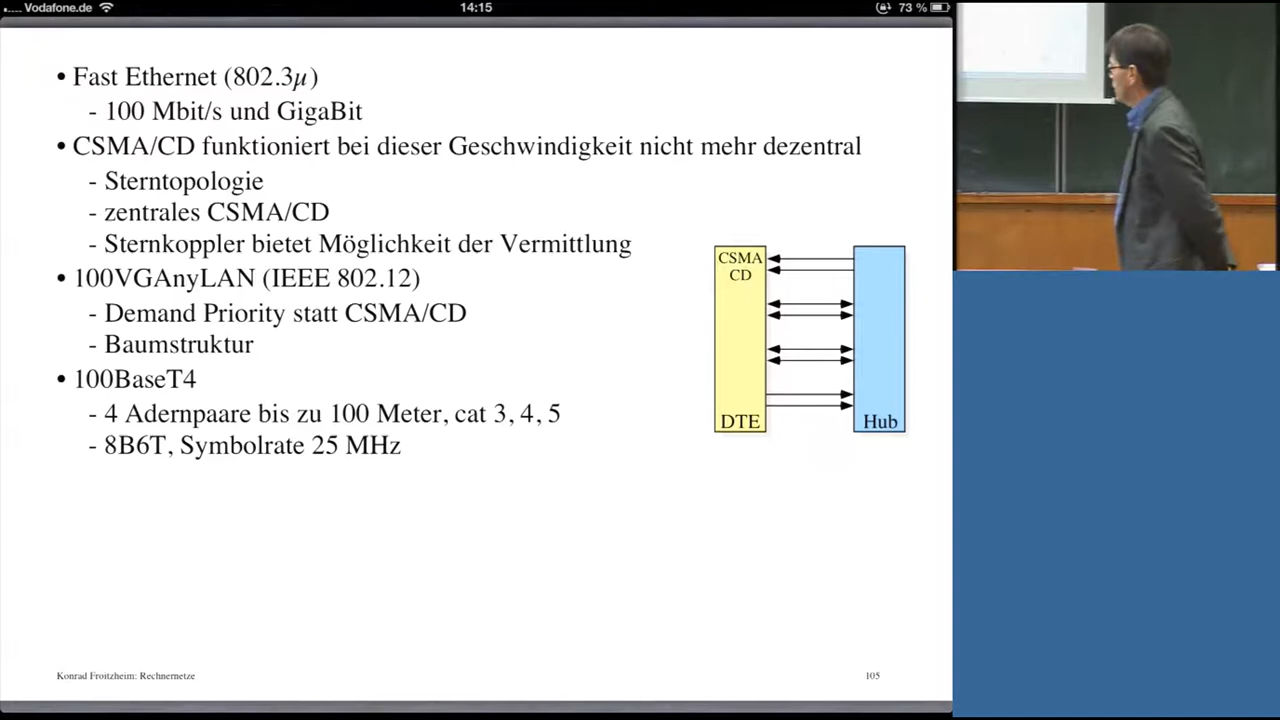 Vodafone.de
14:15
73 %
• Fast Ethernet (802.3μ)
- 100 Mbit/s und GigaBit
• CSMA/CD funktioniert bei dieser Geschwindigkeit nicht mehr dezentral
- Sterntopologie
- zentrales CSMA/CD
- Sternkoppler bietet Möglichkeit der Vermittlung
• 100VGAnyLAN (IEEE 802.12)
- Demand Priority statt CSMA/CD
- Baumstruktur
• 100BaseT4
- 4 Adernpaare bis zu 100 Meter, cat 3, 4, 5
- 8B6T, Symbolrate 25 MHz
CSMA
CD
DTE
Hub
Konrad Froitzheim: Rechnernetze
105